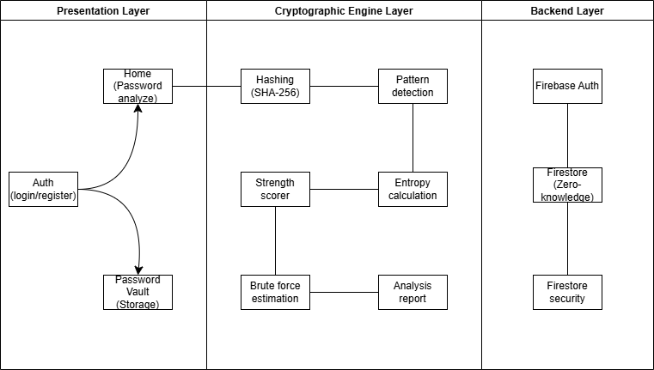 Presentation Layer
Cryptographic Engine Layer
Backend Layer
Home
(Password
analyze)
Hashing
(SHA-256)
Pattern
detection
Firebase Auth
Auth
(login/register)
Strength
scorer
Entropy
calculation
Firestore
(Zero-
knowledge)
Password
Vault
(Storage)
Brute force
estimation
Analysis
report
Firestore
security